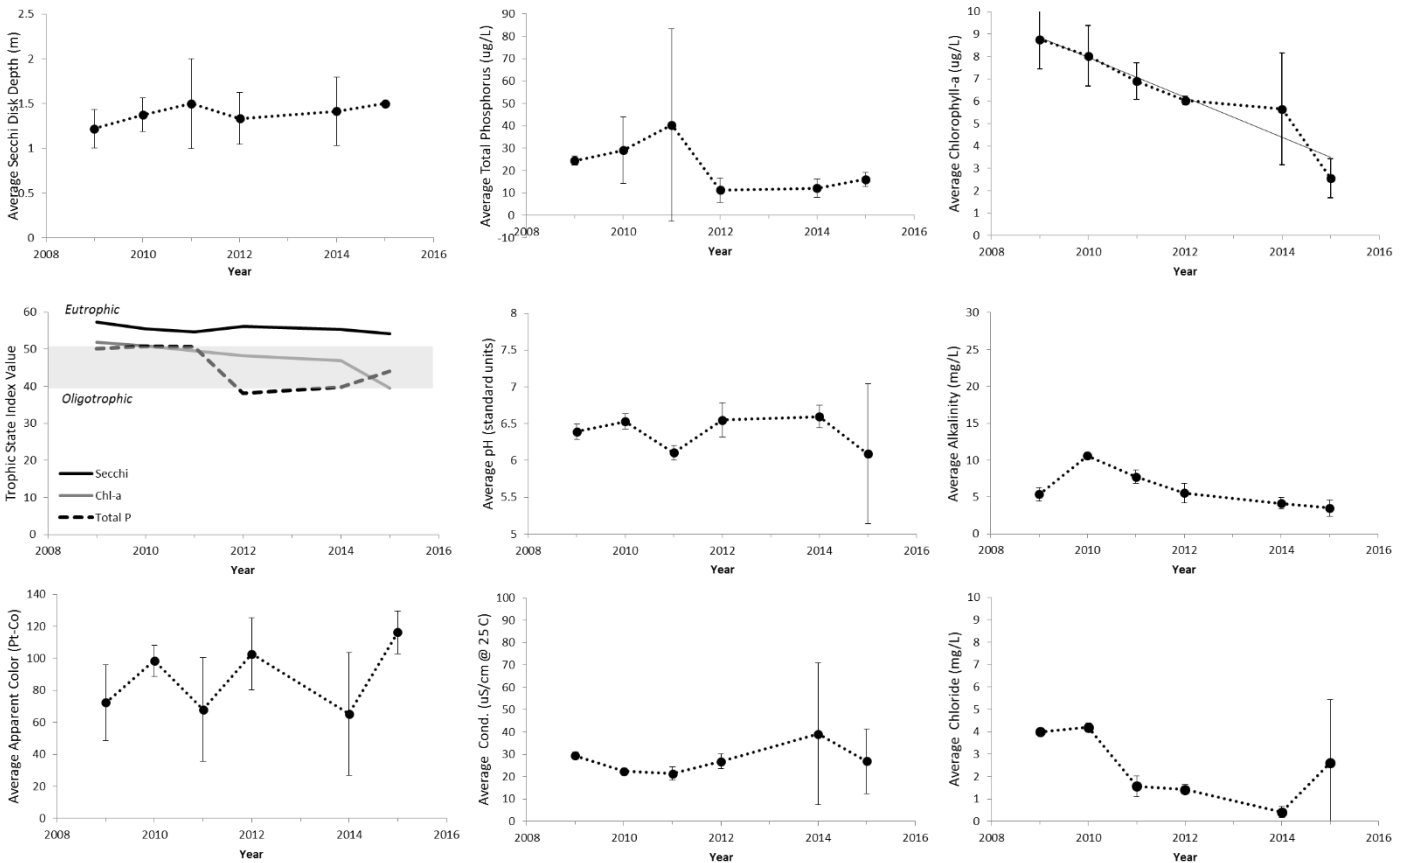 Average Secchi Disk Depth (m)
2.5
2
1.5
1
0.5
0
2008 2010 2012 2014 2016
Year
Average Total Phosphorus (ug/L)
90
80
70
60
50
40
30
20
10
0
-10
2008 2010 2012 2014 2016
Year
Average Chlorophyll-a (ug/L)
10
9
8
7
6
5
4
3
2
1
0
2008 2010 2012 2014 2016
Year
Trophic State Index Value
60
50
40
30
20
10
0
Eutrophic
Oligotrophic
Secchi
Chl-a
Total P
2008 2010 2012 2014 2016
Year
Average pH (standard units)
8
7.5
7
6.5
6
5.5
5
2008 2010 2012 2014 2016
Year
Average Alkalinity (mg/L)
30
25
20
15
10
5
0
2008 2010 2012 2014 2016
Year
Average Apparent Color (Pt-Co)
140
120
100
80
60
40
20
0
2008 2010 2012 2014 2016
Year
Average Cond. (uS/cm @ 25 C)
100
90
80
70
60
50
40
30
20
10
0
2008 2010 2012 2014 2016
Year
Average Chloride (mg/L)
10
9
8
7
6
5
4
3
2
1
0
2008 2010 2012 2014 2016
Year